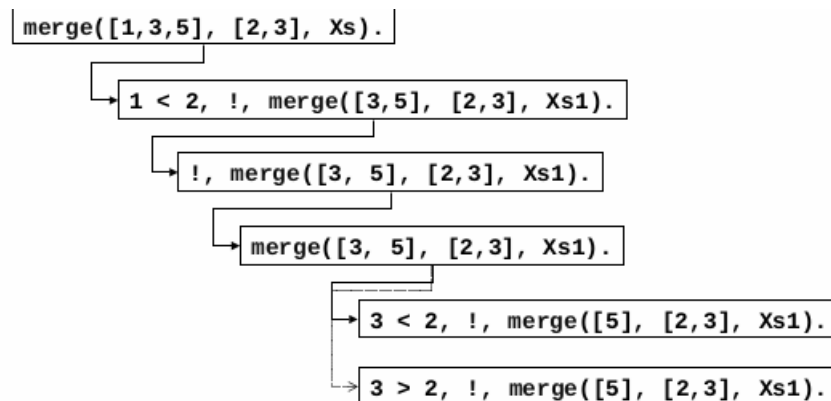 merge([1,3,5], [2,3], Xs).
1 < 2, !, merge([3,5], [2,3], Xs1).
!, merge([3, 5], [2,3], Xs1).
merge([3, 5], [2,3], Xs1).
3 < 2, !, merge([5], [2,3], Xs1).
3 > 2, !, merge([5], [2,3], Xs1).